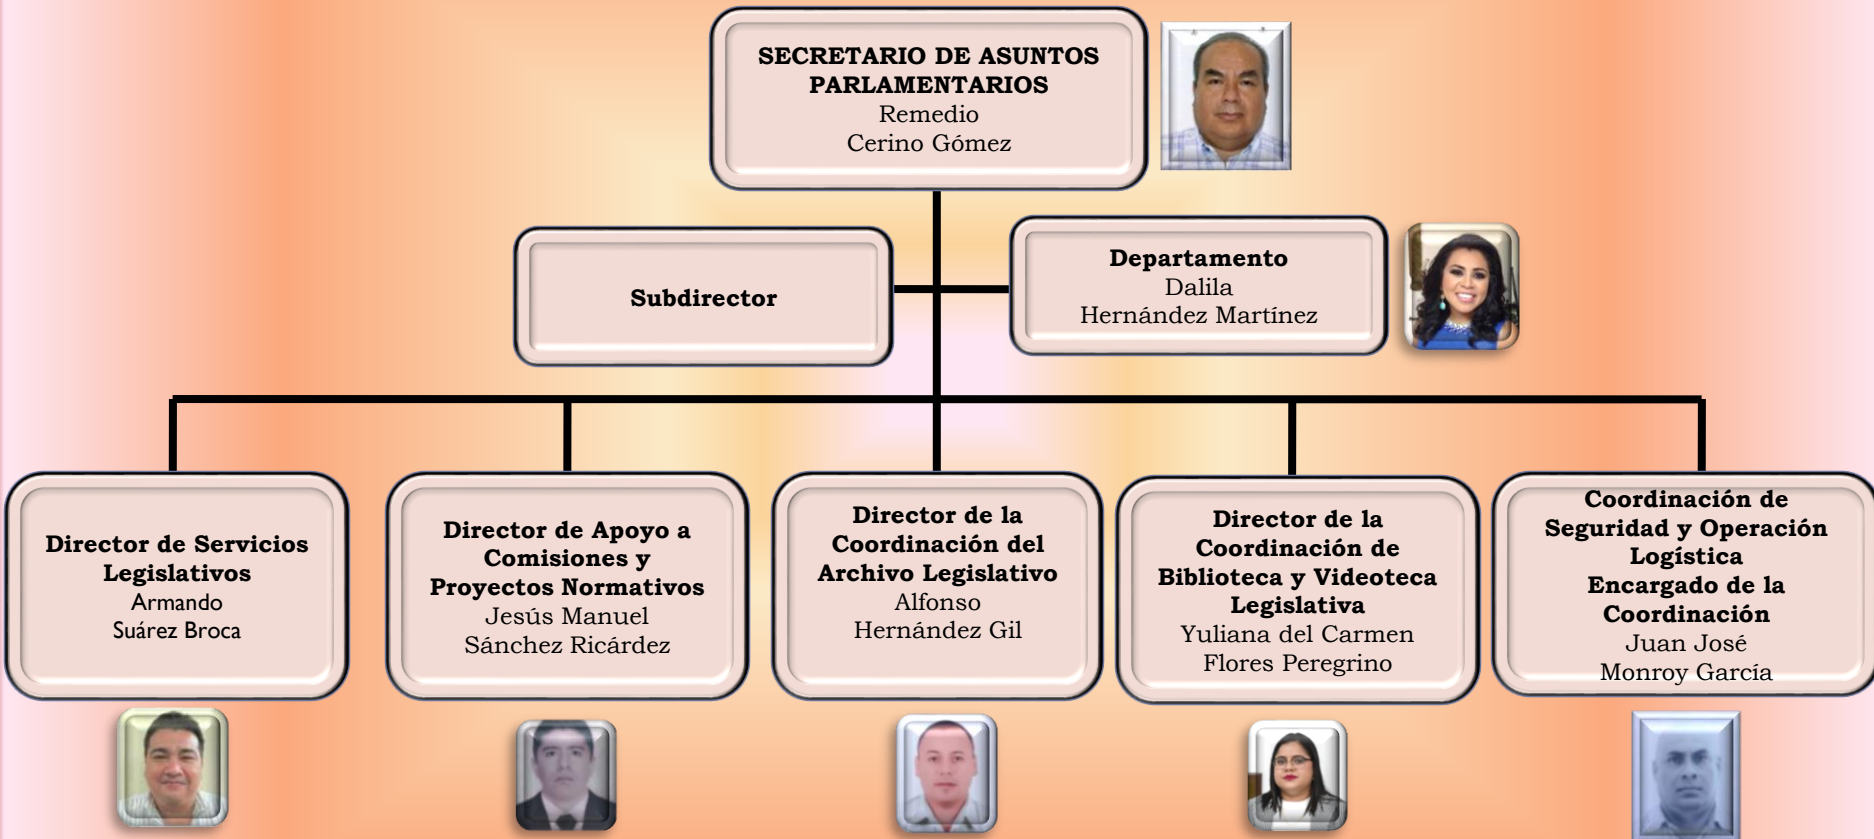 SECRETARIO DE ASUNTOS
PARLAMENTARIOS
Remedio
Cerino Gómez
Subdirector
Departamento
Dalila
Hernández Martínez
Director de Servicios
Legislativos
Armando
Suárez Broca
Director de Apoyo a
Comisiones y
Proyectos Normativos
Jesús Manuel
Sánchez Ricárdez
Director de la
Coordinación del
Archivo Legislativo
Alfonso
Hernández Gil
Director de la
Coordinación de
Biblioteca y Videoteca
Legislativa
Yuliana del Carmen
Flores Peregrino
Coordinación de
Seguridad y Operación
Logística
Encargado de la
Coordinación
Juan José
Monroy García